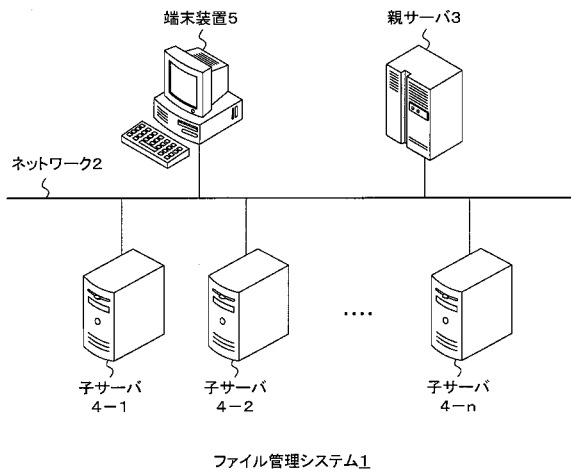 端末装置5
親サーバ3
ネットワーク2
子サーバ
4-1
子サーバ
4-2
‥‥
子サーバ
4-n
ファイル管理システム1